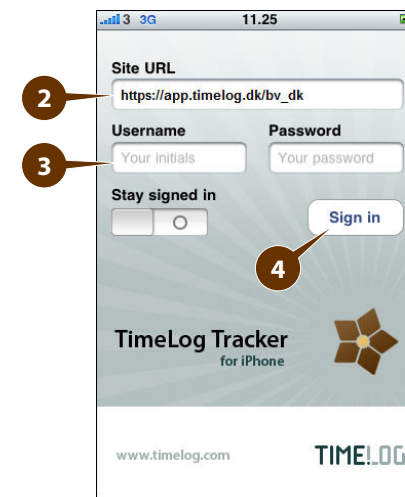 3 3G 11.25
Site URL
2
https://app.timelog.dk/bv_dk
Username Password
3
Your initials Your password
Stay signed in
Sign in
4
TimeLog Tracker
for iPhone
www.timelog.com TIMELOG